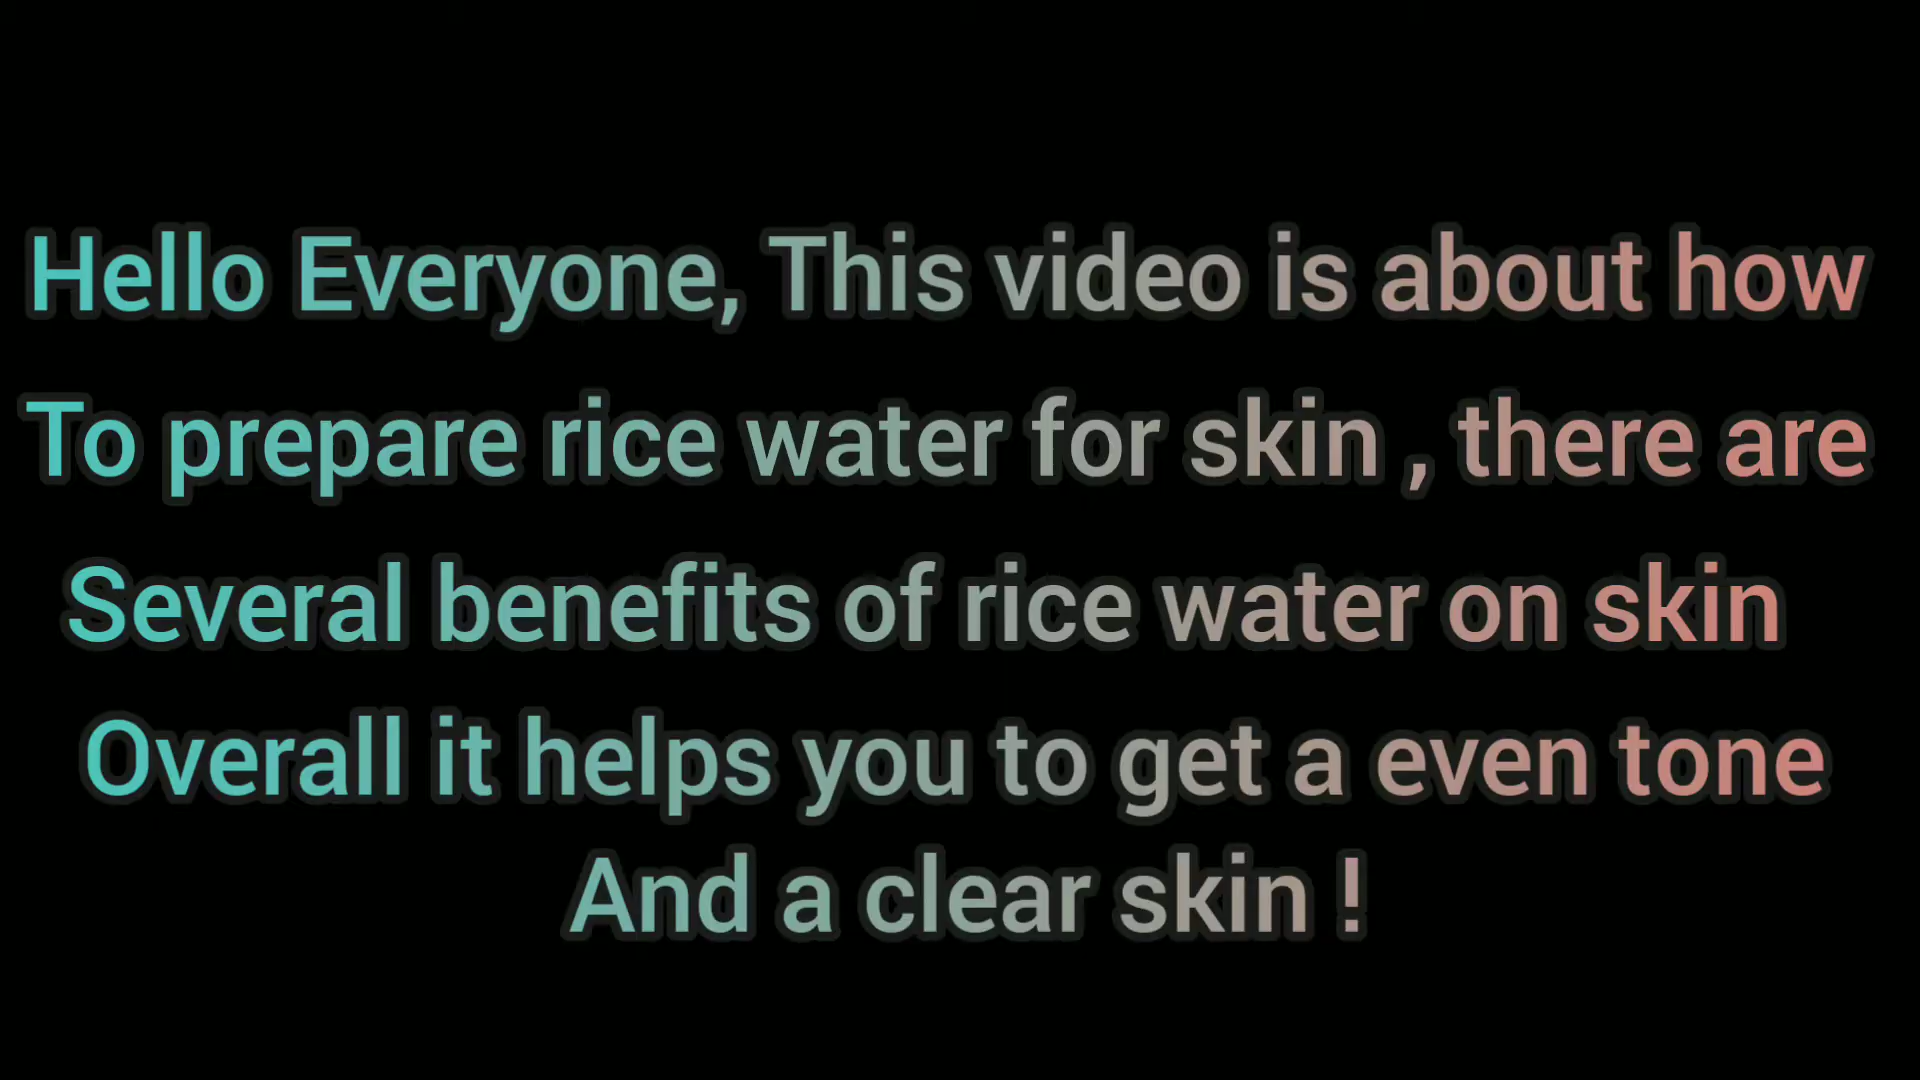 Hello Everyone, This video is about how
To prepare rice water for skin , there are
Several benefits of rice water on skin
Overall it helps you to get a even tone
And a clear skin !